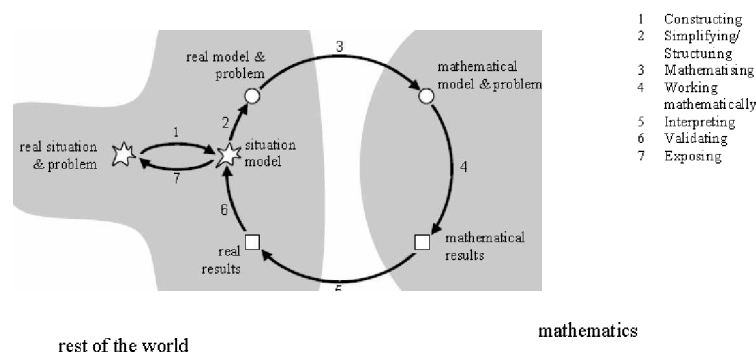 real model &
problem
3
mathematical
model & problem
1
2
real situation
& problem
situation
model
7
4
6
real
results
mathematical
results
5
rest of the world
mathematics
1 Constructing
2 Simplifying/
Structuring
3 Mathematising
4 Working
mathematically
5 Interpreting
6 Validating
7 Exposing